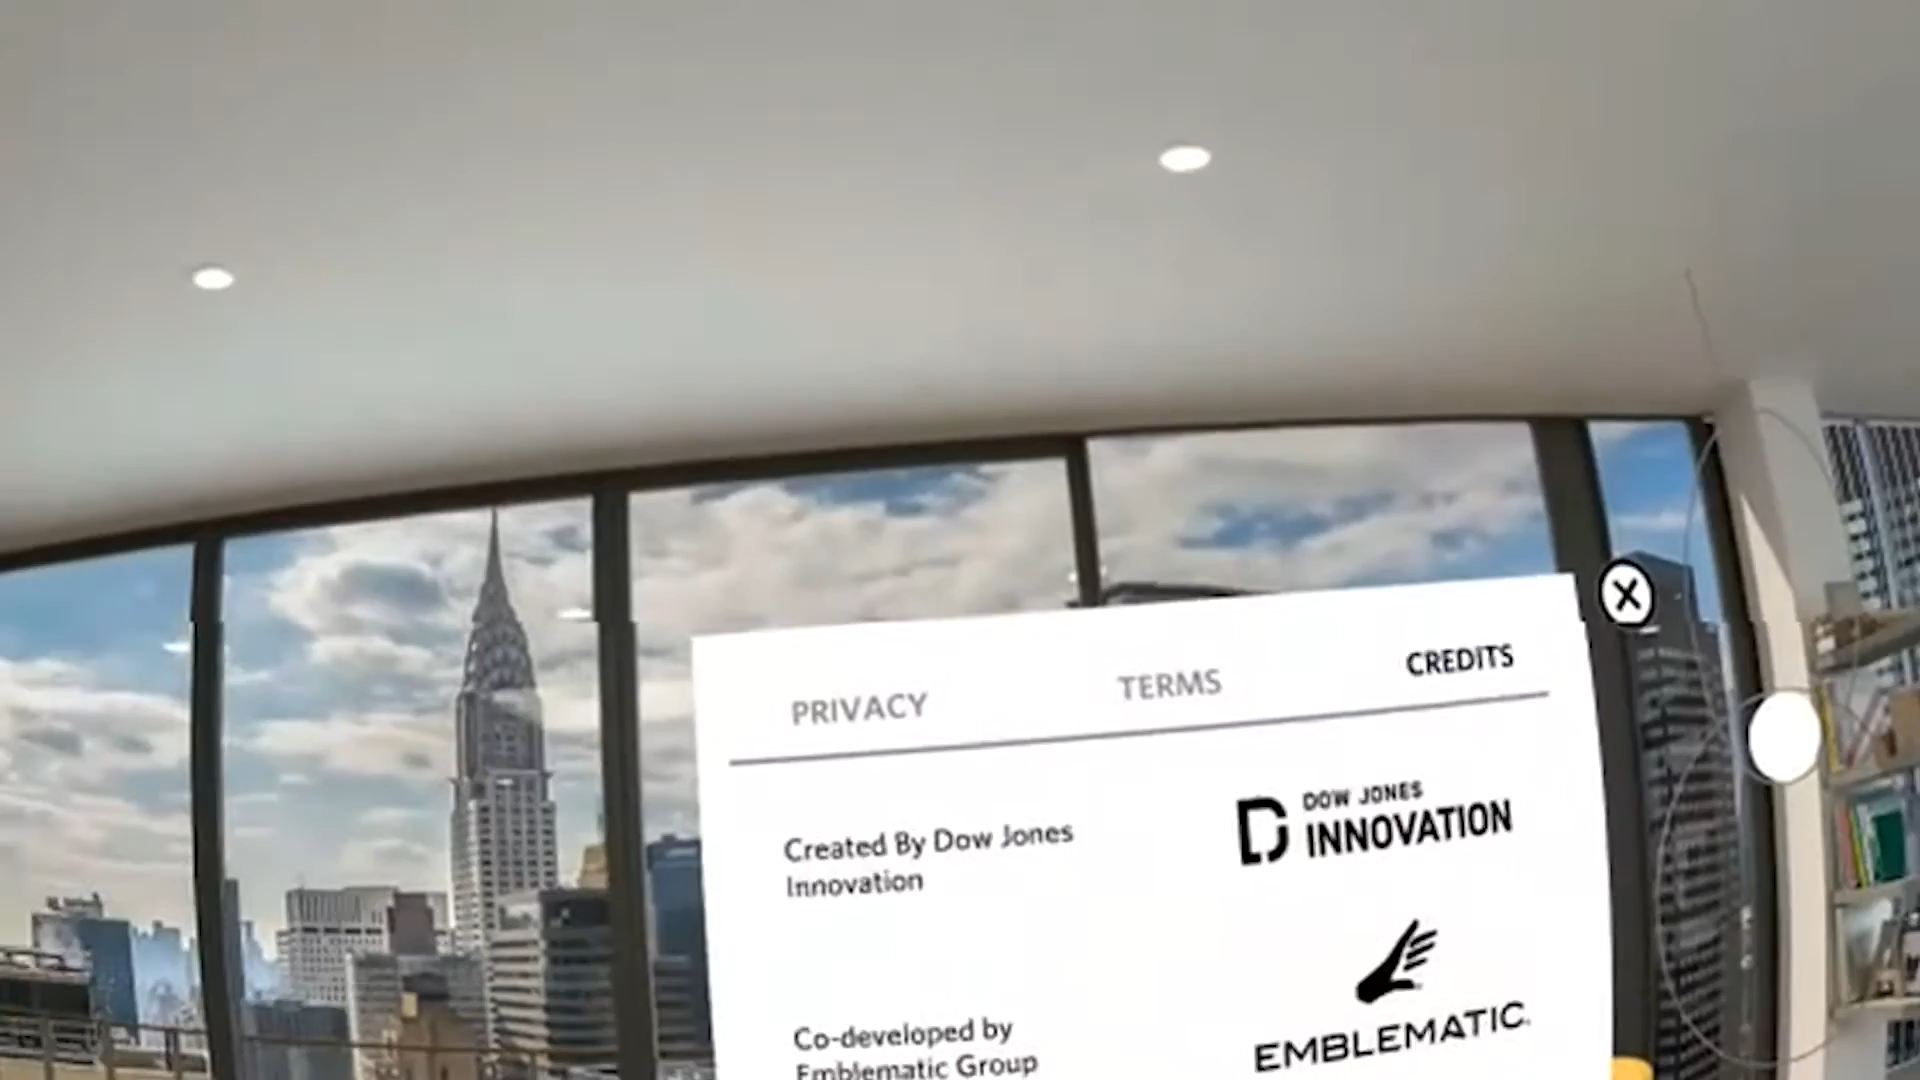 PRIVACY TERMS CREDITS
Created By Dow Jones
Innovation
DOW JONES
INNOVATION
Co-developed by
Emblematic Group
EMBLEMATIC